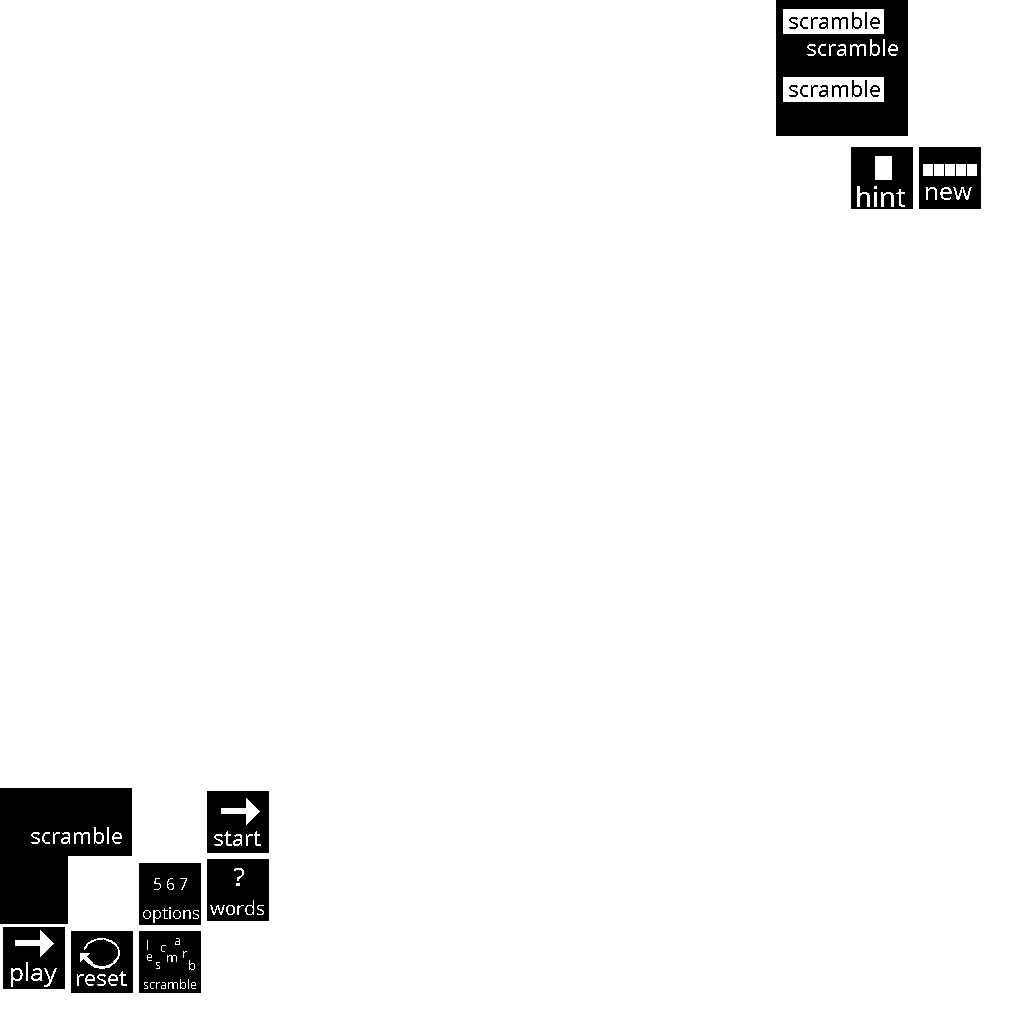 scramble
scramble
scramble
hint
new
scramble
start
5 6 7
options
?
words
play
reset
l c a
e s m r b
scramble